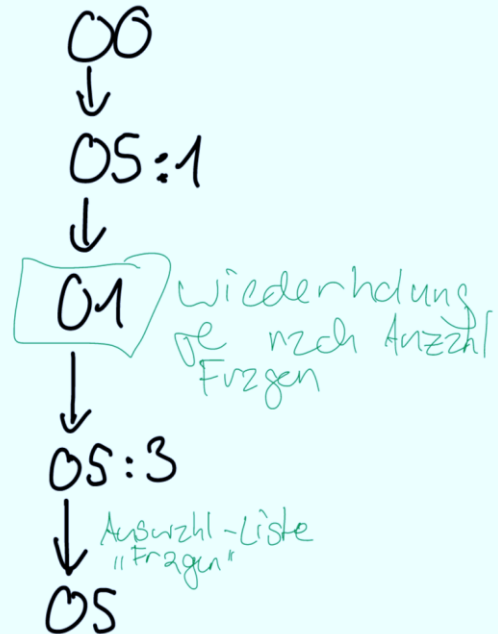 00
05:1
01
Wiederholung
je nach Anzahl
Fragen
05:3
Auswahl-Liste
"Fragen"
05